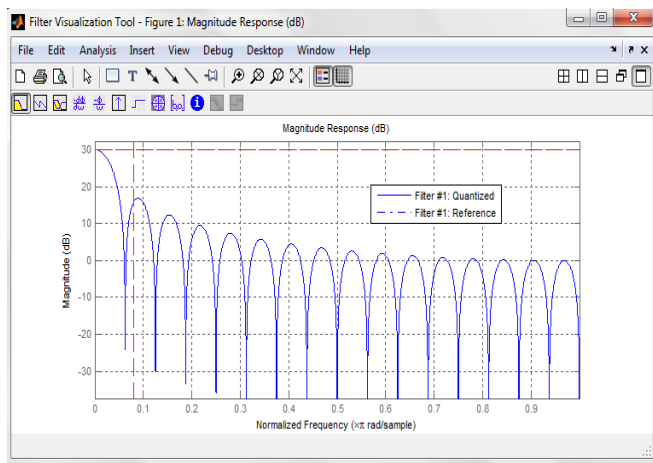 Filter Visualization Tool - Figure 1: Magnitude Response (dB)
File Edit Analysis Insert View Debug Desktop Window Help
Magnitude Response (dB)
30
20
10
0
-10
-20
-30
Magnitude (dB)
Filter #1: Quantized
Filter #1: Reference
0 0.1 0.2 0.3 0.4 0.5 0.6 0.7 0.8 0.9
Normalized Frequency (×π rad/sample)